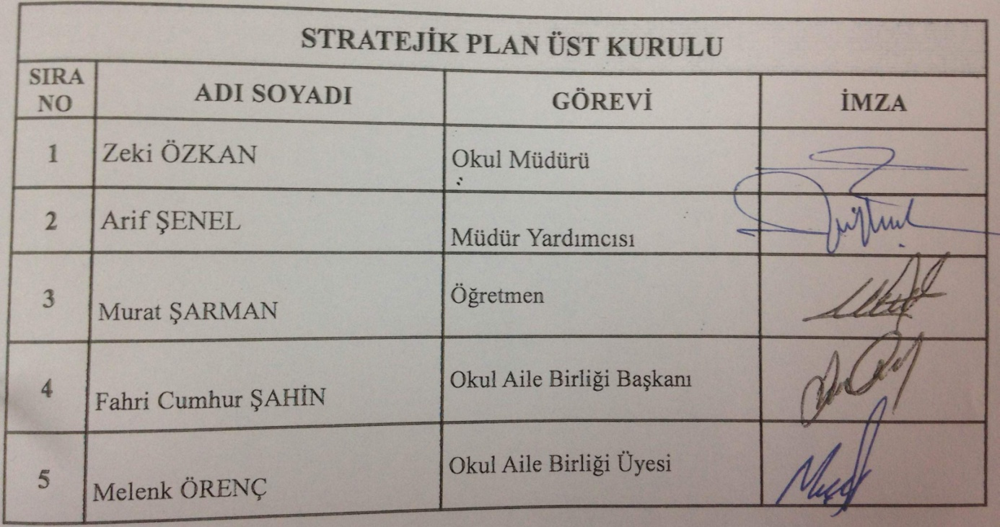 STRATEJİK PLAN ÜST KURULU
SIRA NO ADI SOYADI GÖREVİ İMZA
1 Zeki ÖZKAN Okul Müdürü
2 Arif ŞENEL Müdür Yardımcısı
3 Murat ŞARMAN Öğretmen
4 Fahri Cumhur ŞAHİN Okul Aile Birliği Başkanı
5 Melenk ÖRENÇ Okul Aile Birliği Üyesi